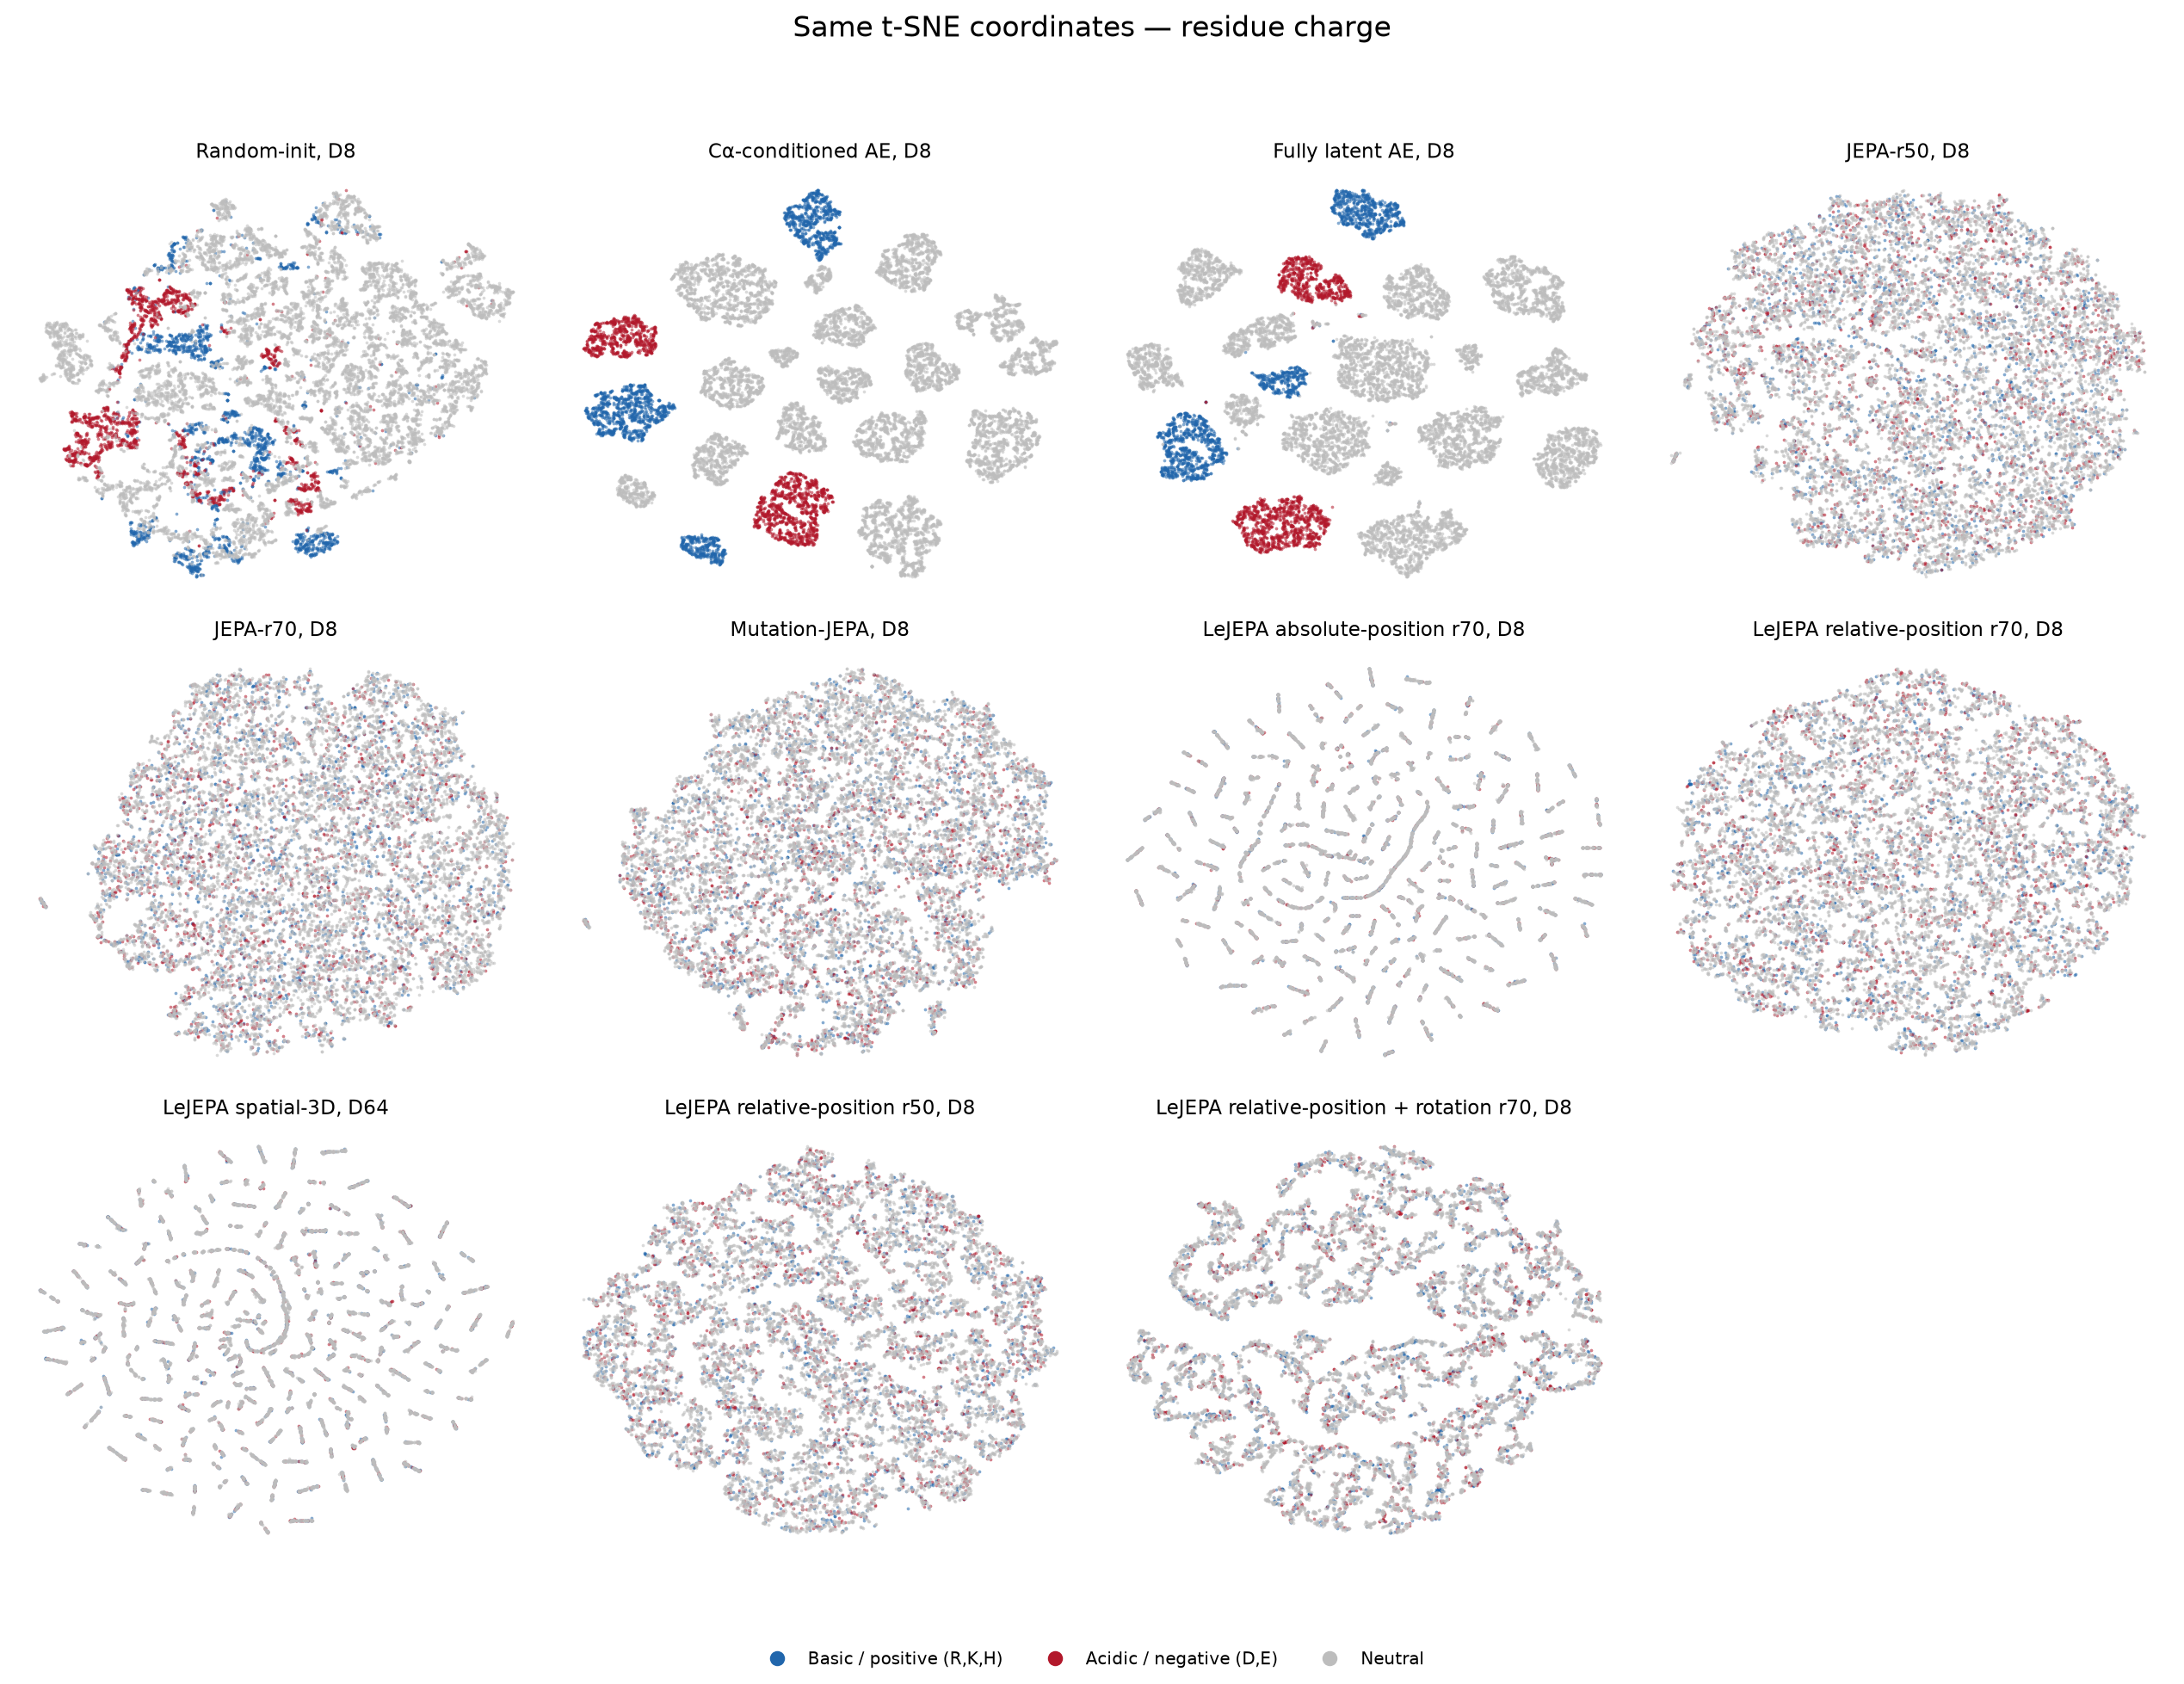 Same t-SNE coordinates — residue charge
Random-init, D8
Cα-conditioned AE, D8
Fully latent AE, D8
JEPA-r50, D8
JEPA-r70, D8
Mutation-JEPA, D8
LeJEPA absolute-position r70, D8
LeJEPA relative-position r70, D8
LeJEPA spatial-3D, D64
LeJEPA relative-position r50, D8
LeJEPA relative-position + rotation r70, D8
Basic / positive (R,K,H)
Acidic / negative (D,E)
Neutral